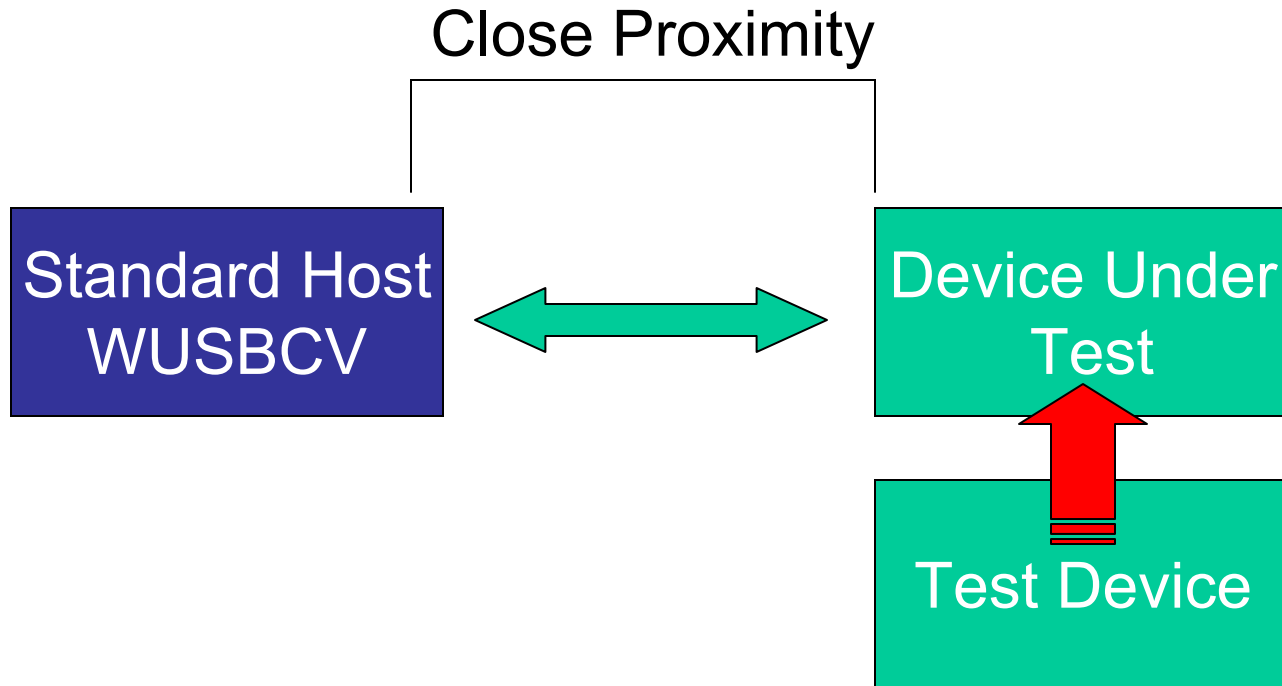 Close Proximity
Standard Host
WUSBCV
Device Under
Test
Test Device